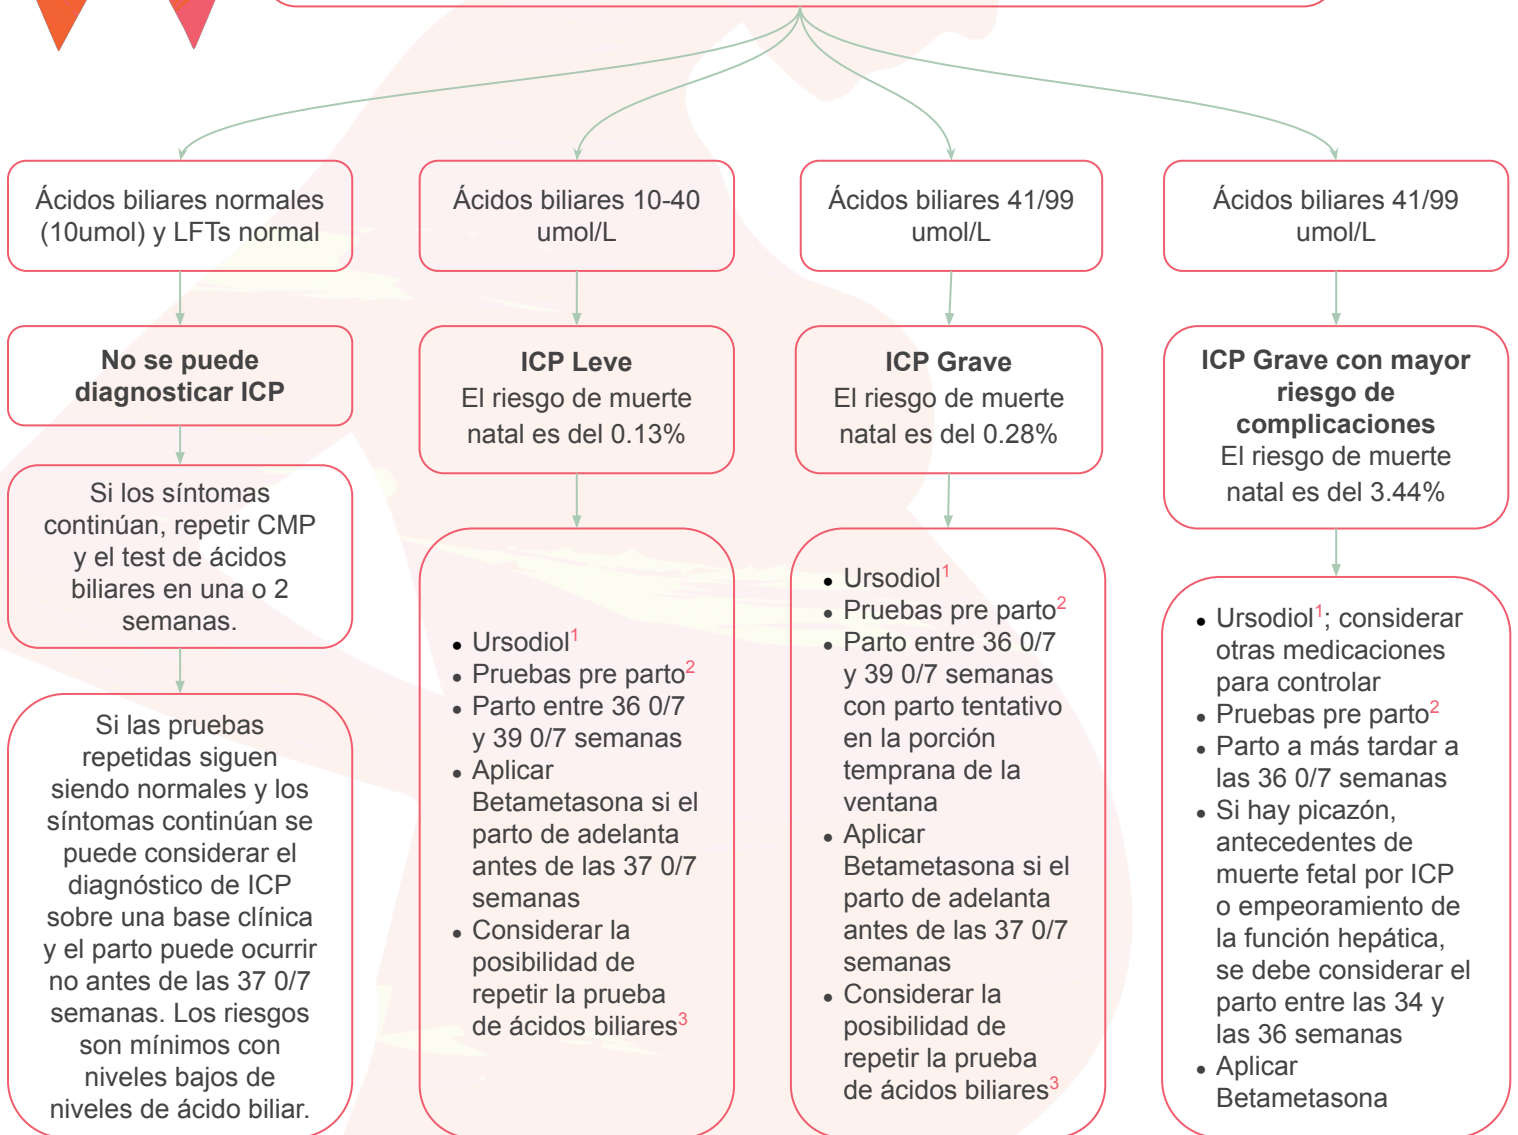 Ácidos biliares normales
(10umol) y LFTs normal
No se puede
diagnosticar ICP
Si los síntomas
continúan, repetir CMP
y el test de ácidos
biliares en una o 2
semanas.
Si las pruebas
repetidas siguen
siendo normales y los
síntomas continúan se
puede considerar el
diagnóstico de ICP
sobre una base clínica
y el parto puede ocurrir
no antes de las 37 0/7
semanas. Los riesgos
son mínimos con
niveles bajos de
niveles de ácido biliar.
Ácidos biliares 10-40
umol/L
ICP Leve
El riesgo de muerte
natal es del 0.13%
• Ursodiol¹
• Pruebas pre parto²
• Parto entre 36 0/7
y 39 0/7 semanas
• Aplicar
Betametasona si el
parto de adelanta
antes de las 37 0/7
semanas
• Considerar la
posibilidad de
repetir la prueba
de ácidos biliares³
Ácidos biliares 41/99
umol/L
ICP Grave
El riesgo de muerte
natal es del 0.28%
• Ursodiol¹
• Pruebas pre parto²
• Parto entre 36 0/7
y 39 0/7 semanas
con parto tentativo
en la porción
temprana de la
ventana
• Aplicar
Betametasona si el
parto de adelanta
antes de las 37 0/7
semanas
• Considerar la
posibilidad de
repetir la prueba
de ácidos biliares³
Ácidos biliares 41/99
umol/L
ICP Grave con mayor
riesgo de
complicaciones
El riesgo de muerte
natal es del 3.44%
• Ursodiol¹; considerar
otras medicaciones
para controlar
• Pruebas pre parto²
• Parto a más tardar a
las 36 0/7 semanas
• Si hay picazón,
antecedentes de
muerte fetal por ICP
o empeoramiento de
la función hepática,
se debe considerar el
parto entre las 34 y
las 36 semanas
• Aplicar
Betametasona